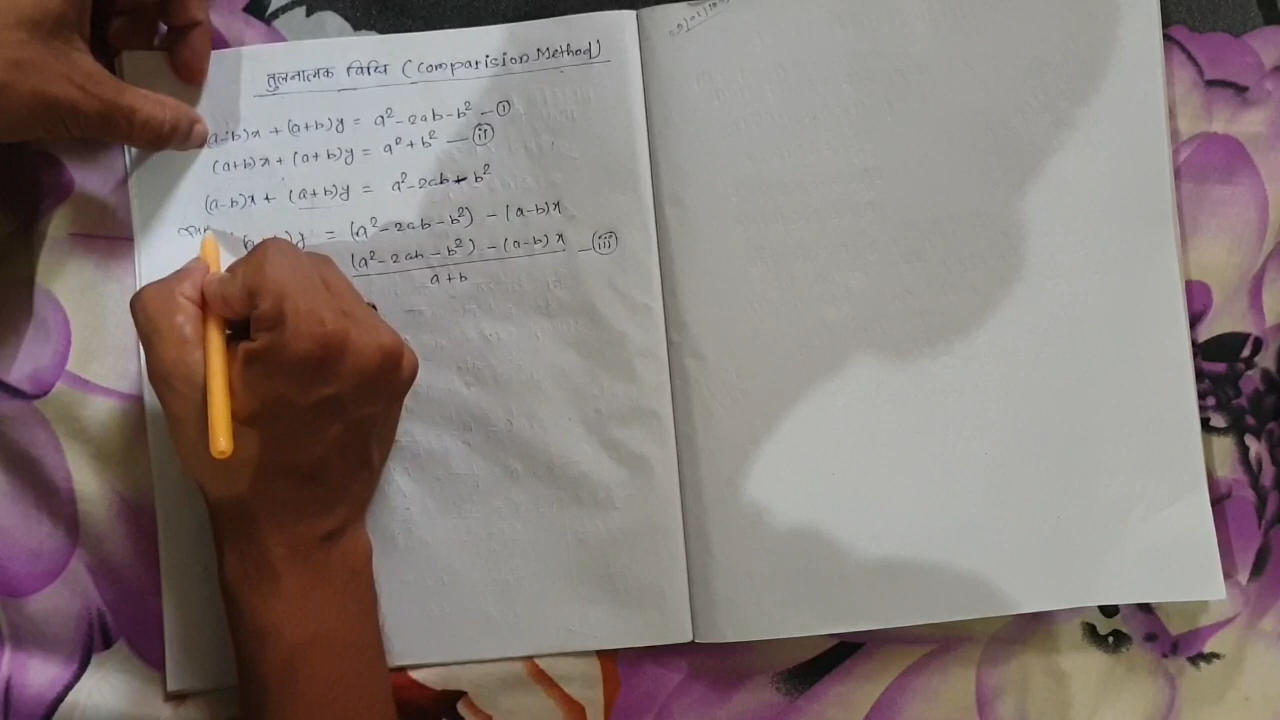 तुलनात्मक विधि (Comparision Method)
(a-b)x + (a+b)y = a²-2ab-b² — (i)
(a+b)x + (a+b)y = a²+b² — (ii)
(a-b)x + (a+b)y = a²-2ab-b²
y = (a²-2ab-b²) - (a-b)x
(a²-2ab-b²) - (a-b)x — (iii)
a+b